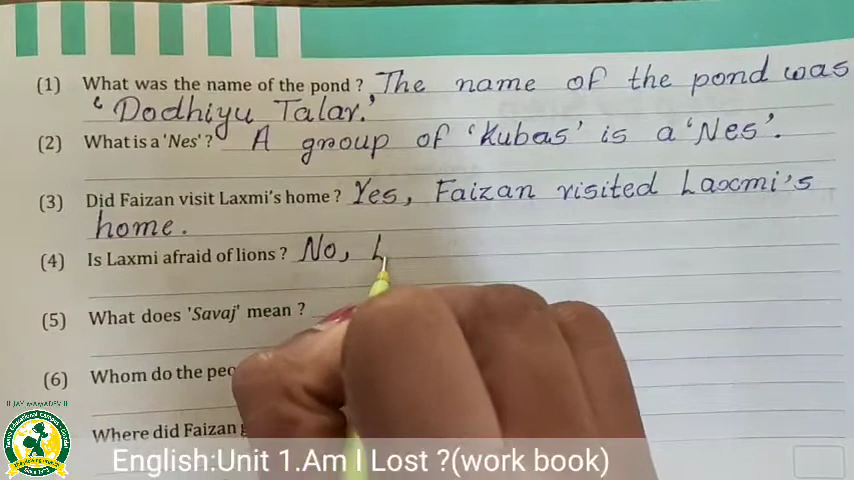 (1) What was the name of the pond ? The name of the pond was
'Dodhiyu Talav.'
(2) What is a 'Nes' ? A group of 'Kubas' is a 'Nes'.
(3) Did Faizan visit Laxmi's home ? Yes, Faizan visited Laxmi's
home.
(4) Is Laxmi afraid of lions ? No, L
(5) What does 'Savaj' mean ?
(6) Whom do the peo
Where did Faizan
|| JAY MAMADEV ||
Since
English:Unit 1.Am I Lost ?(work book)